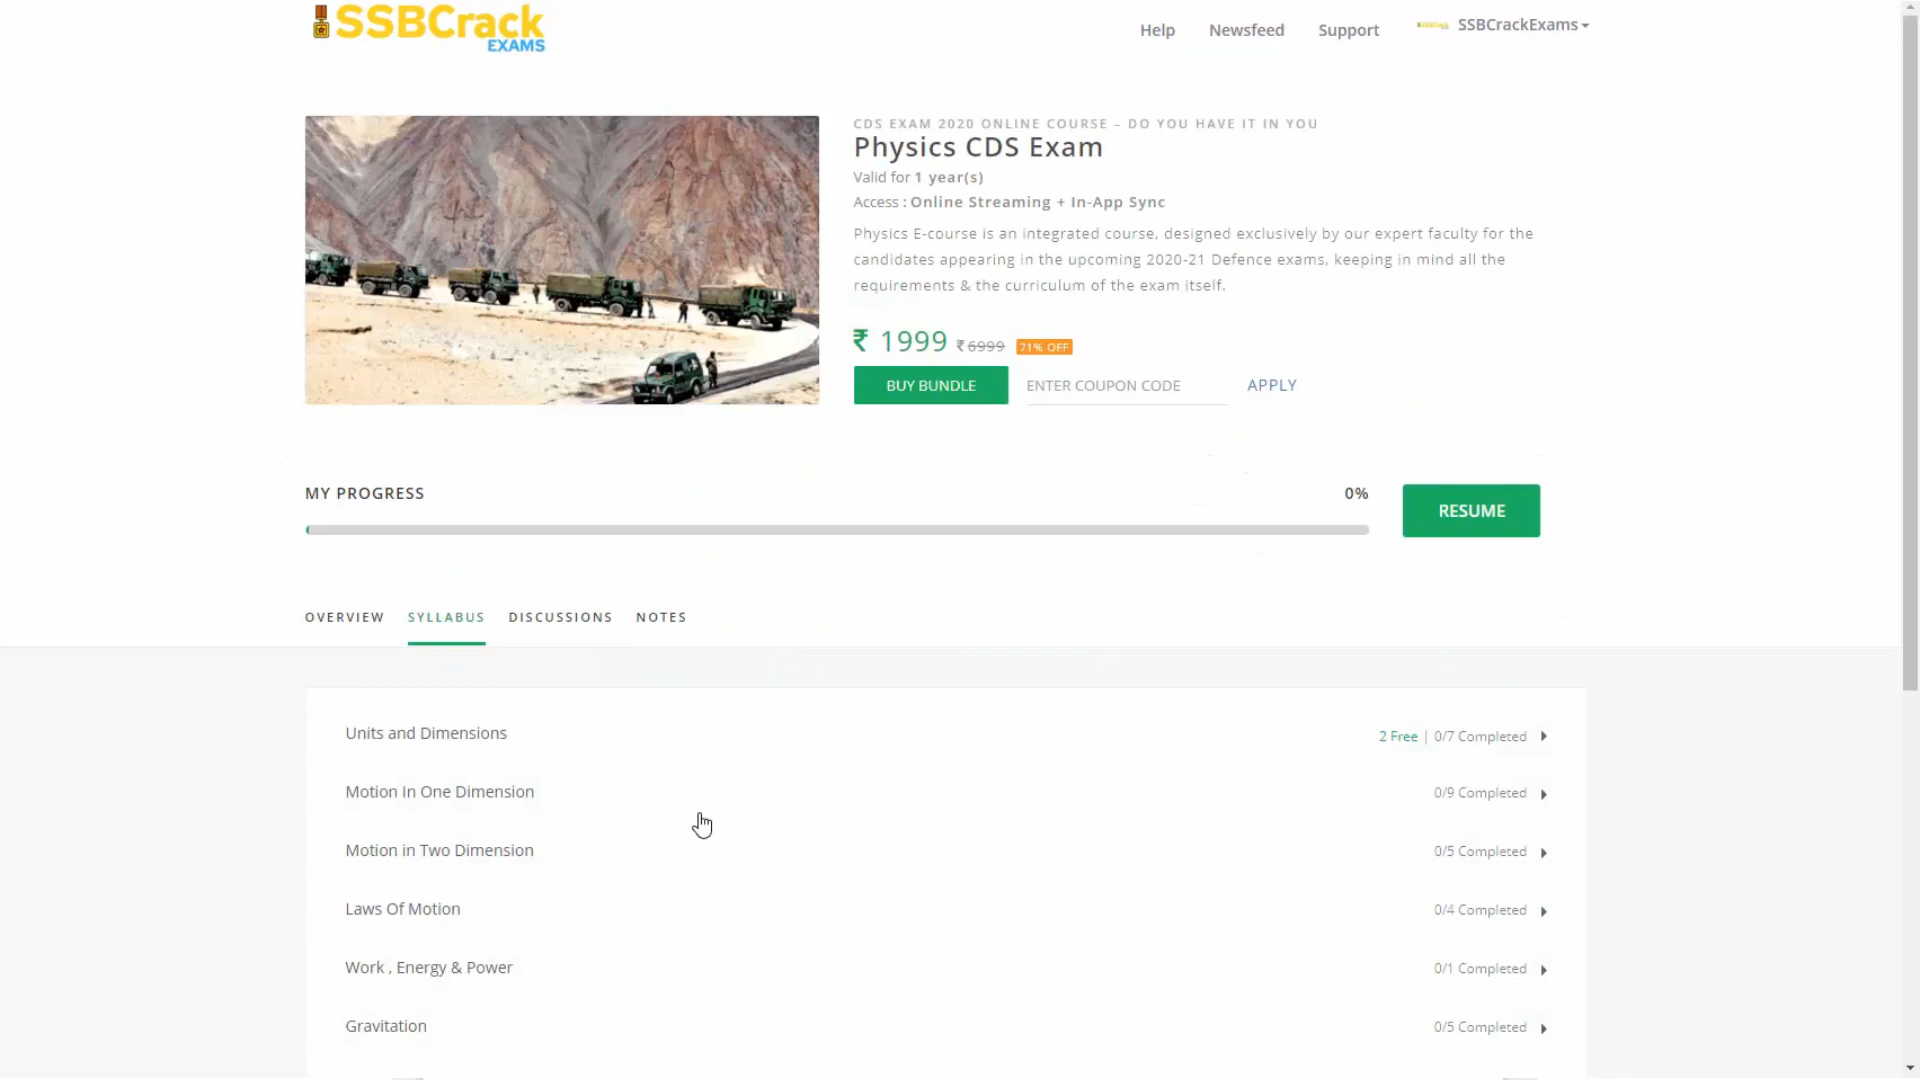 SSBCrack
EXAMS
Help
Newsfeed
Support
SSBCrackExams
CDS EXAM 2020 ONLINE COURSE – DO YOU HAVE IT IN YOU
Physics CDS Exam
Valid for 1 year(s)
Access : Online Streaming + In-App Sync
Physics E-course is an integrated course, designed exclusively by our expert faculty for the
candidates appearing in the upcoming 2020-21 Defence exams, keeping in mind all the
requirements & the curriculum of the exam itself.
₹ 1999 ₹ 6999 71% OFF
BUY BUNDLE
ENTER COUPON CODE
APPLY
MY PROGRESS
0%
RESUME
OVERVIEW
SYLLABUS
DISCUSSIONS
NOTES
Units and Dimensions
2 Free | 0/7 Completed
Motion In One Dimension
0/9 Completed
Motion in Two Dimension
0/5 Completed
Laws Of Motion
0/4 Completed
Work , Energy & Power
0/1 Completed
Gravitation
0/5 Completed